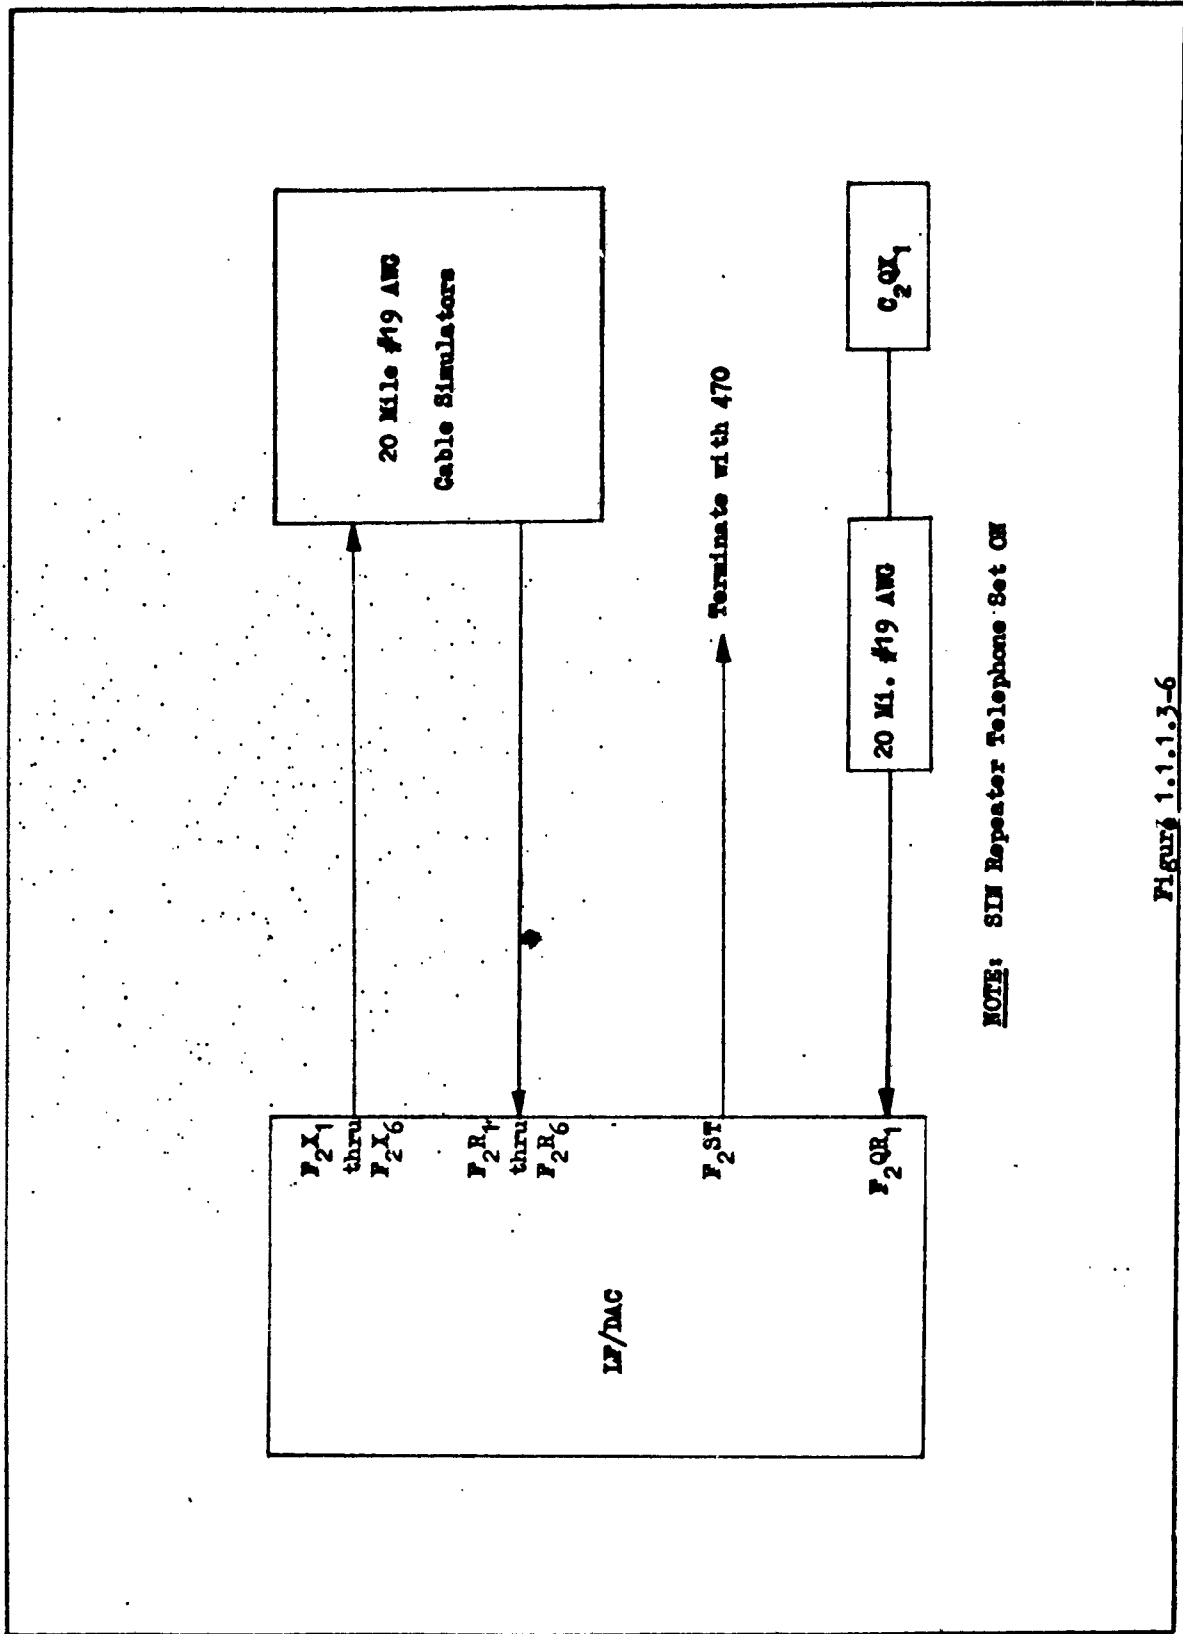 20 Mile #19 AWG
Cable Simulators
F₂X₁
thru
F₂X₆
F₂R₁
thru
F₂R₆
F₂ST
Terminate with 470
LF/DAC
F₂QR₁
20 Mi. #19 AWG
C₂QX₁
NOTE: SIN Repeater Telephone Set ON
Figure 1.1.1.3-6